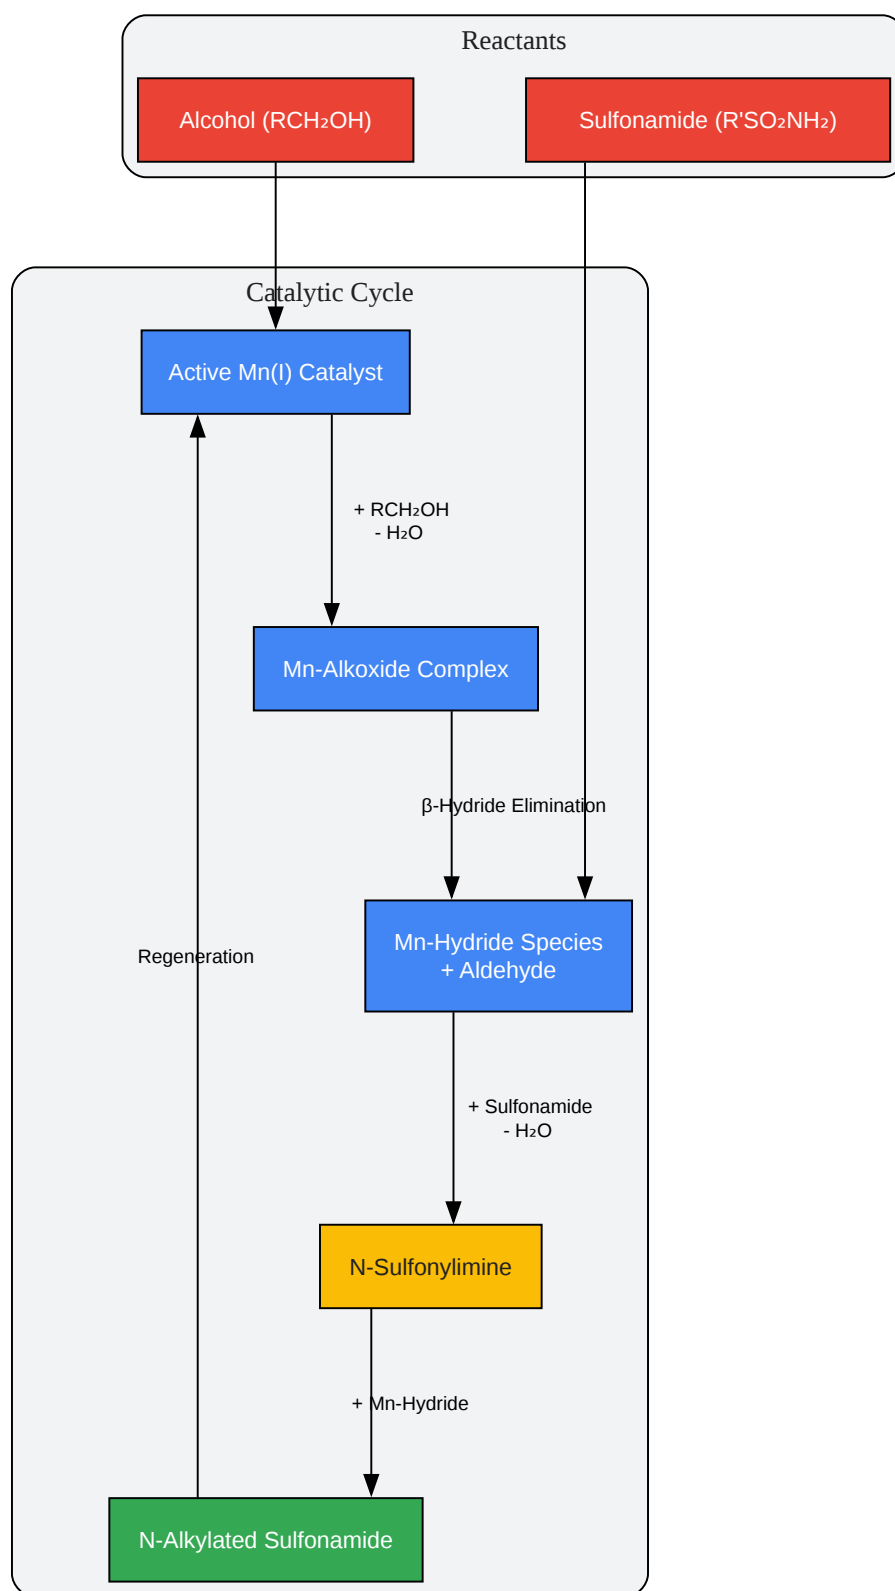 Reactants
Alcohol (RCH₂OH)
Sulfonamide (R'SO₂NH₂)
Catalytic Cycle
Active Mn(I) Catalyst
+ RCH₂OH
- H₂O
Mn-Alkoxide Complex
β-Hydride Elimination
Mn-Hydride Species
+ Aldehyde
Regeneration
+ Sulfonamide
- H₂O
N-Sulfonylimine
+ Mn-Hydride
N-Alkylated Sulfonamide